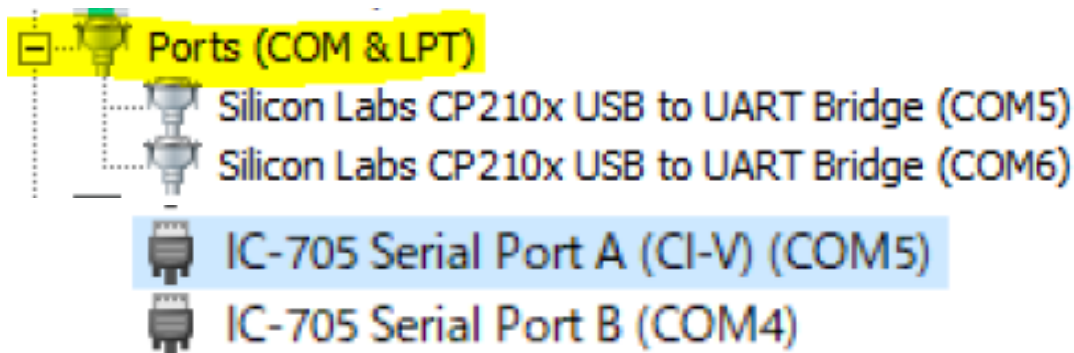 Ports (COM & LPT)
Silicon Labs CP210x USB to UART Bridge (COM5)
Silicon Labs CP210x USB to UART Bridge (COM6)
IC-705 Serial Port A (CI-V) (COM5)
IC-705 Serial Port B (COM4)